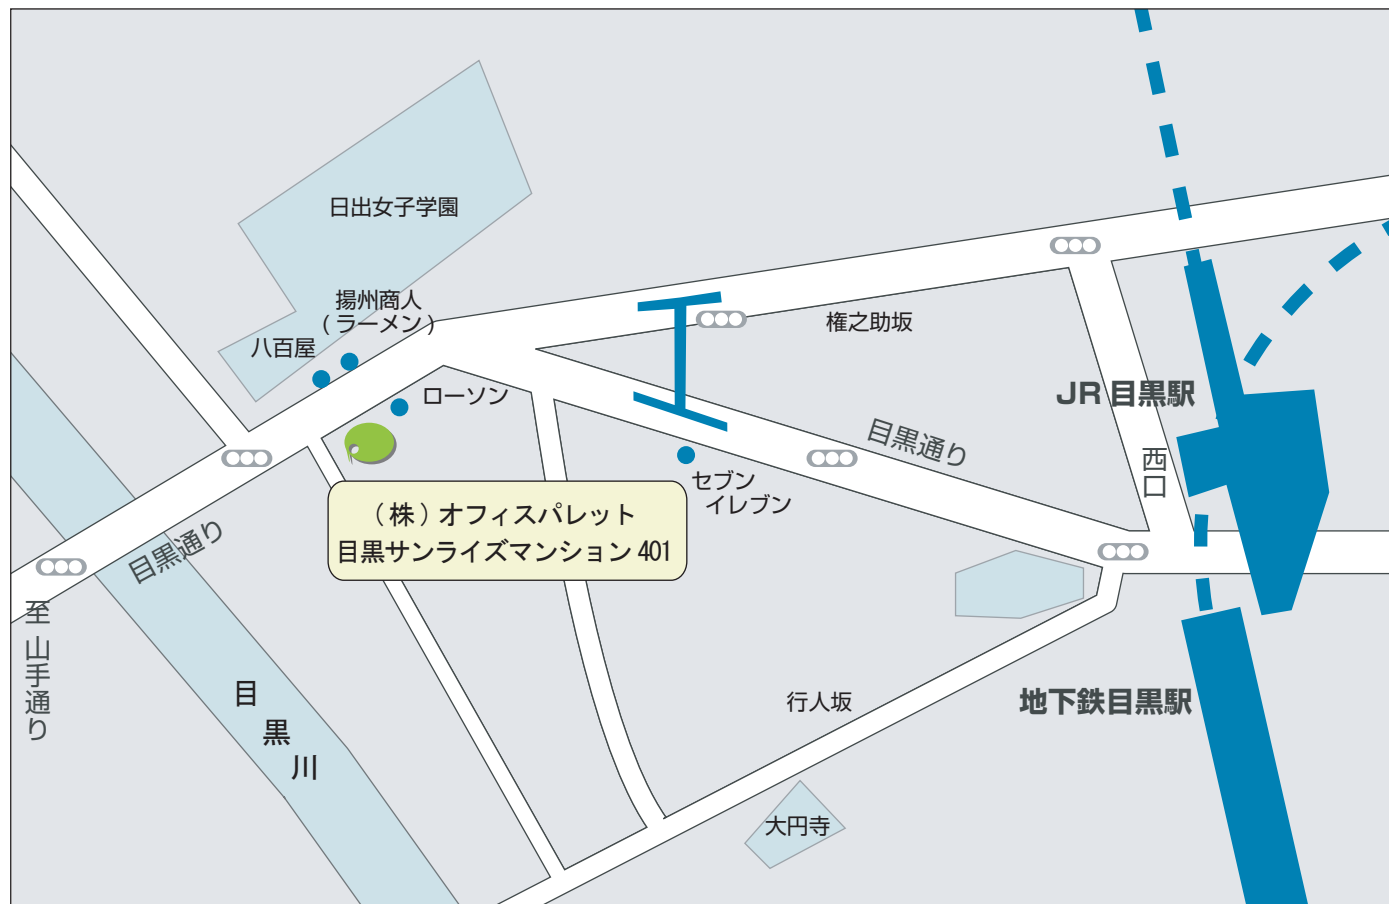 日出女子学園
揚州商人
(ラーメン)
八百屋
ローソン
権之助坂
JR 目黒駅
目黒通り
西口
セブン
イレブン
(株)オフィスパレット
目黒サンライズマンション 401
目黒通り
至 山手通り
目黒川
行人坂
地下鉄目黒駅
大円寺